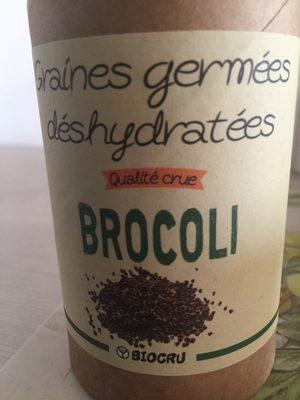 Graines germées
déshydratées
Qualité crue
BROCOLI
BIOCRU